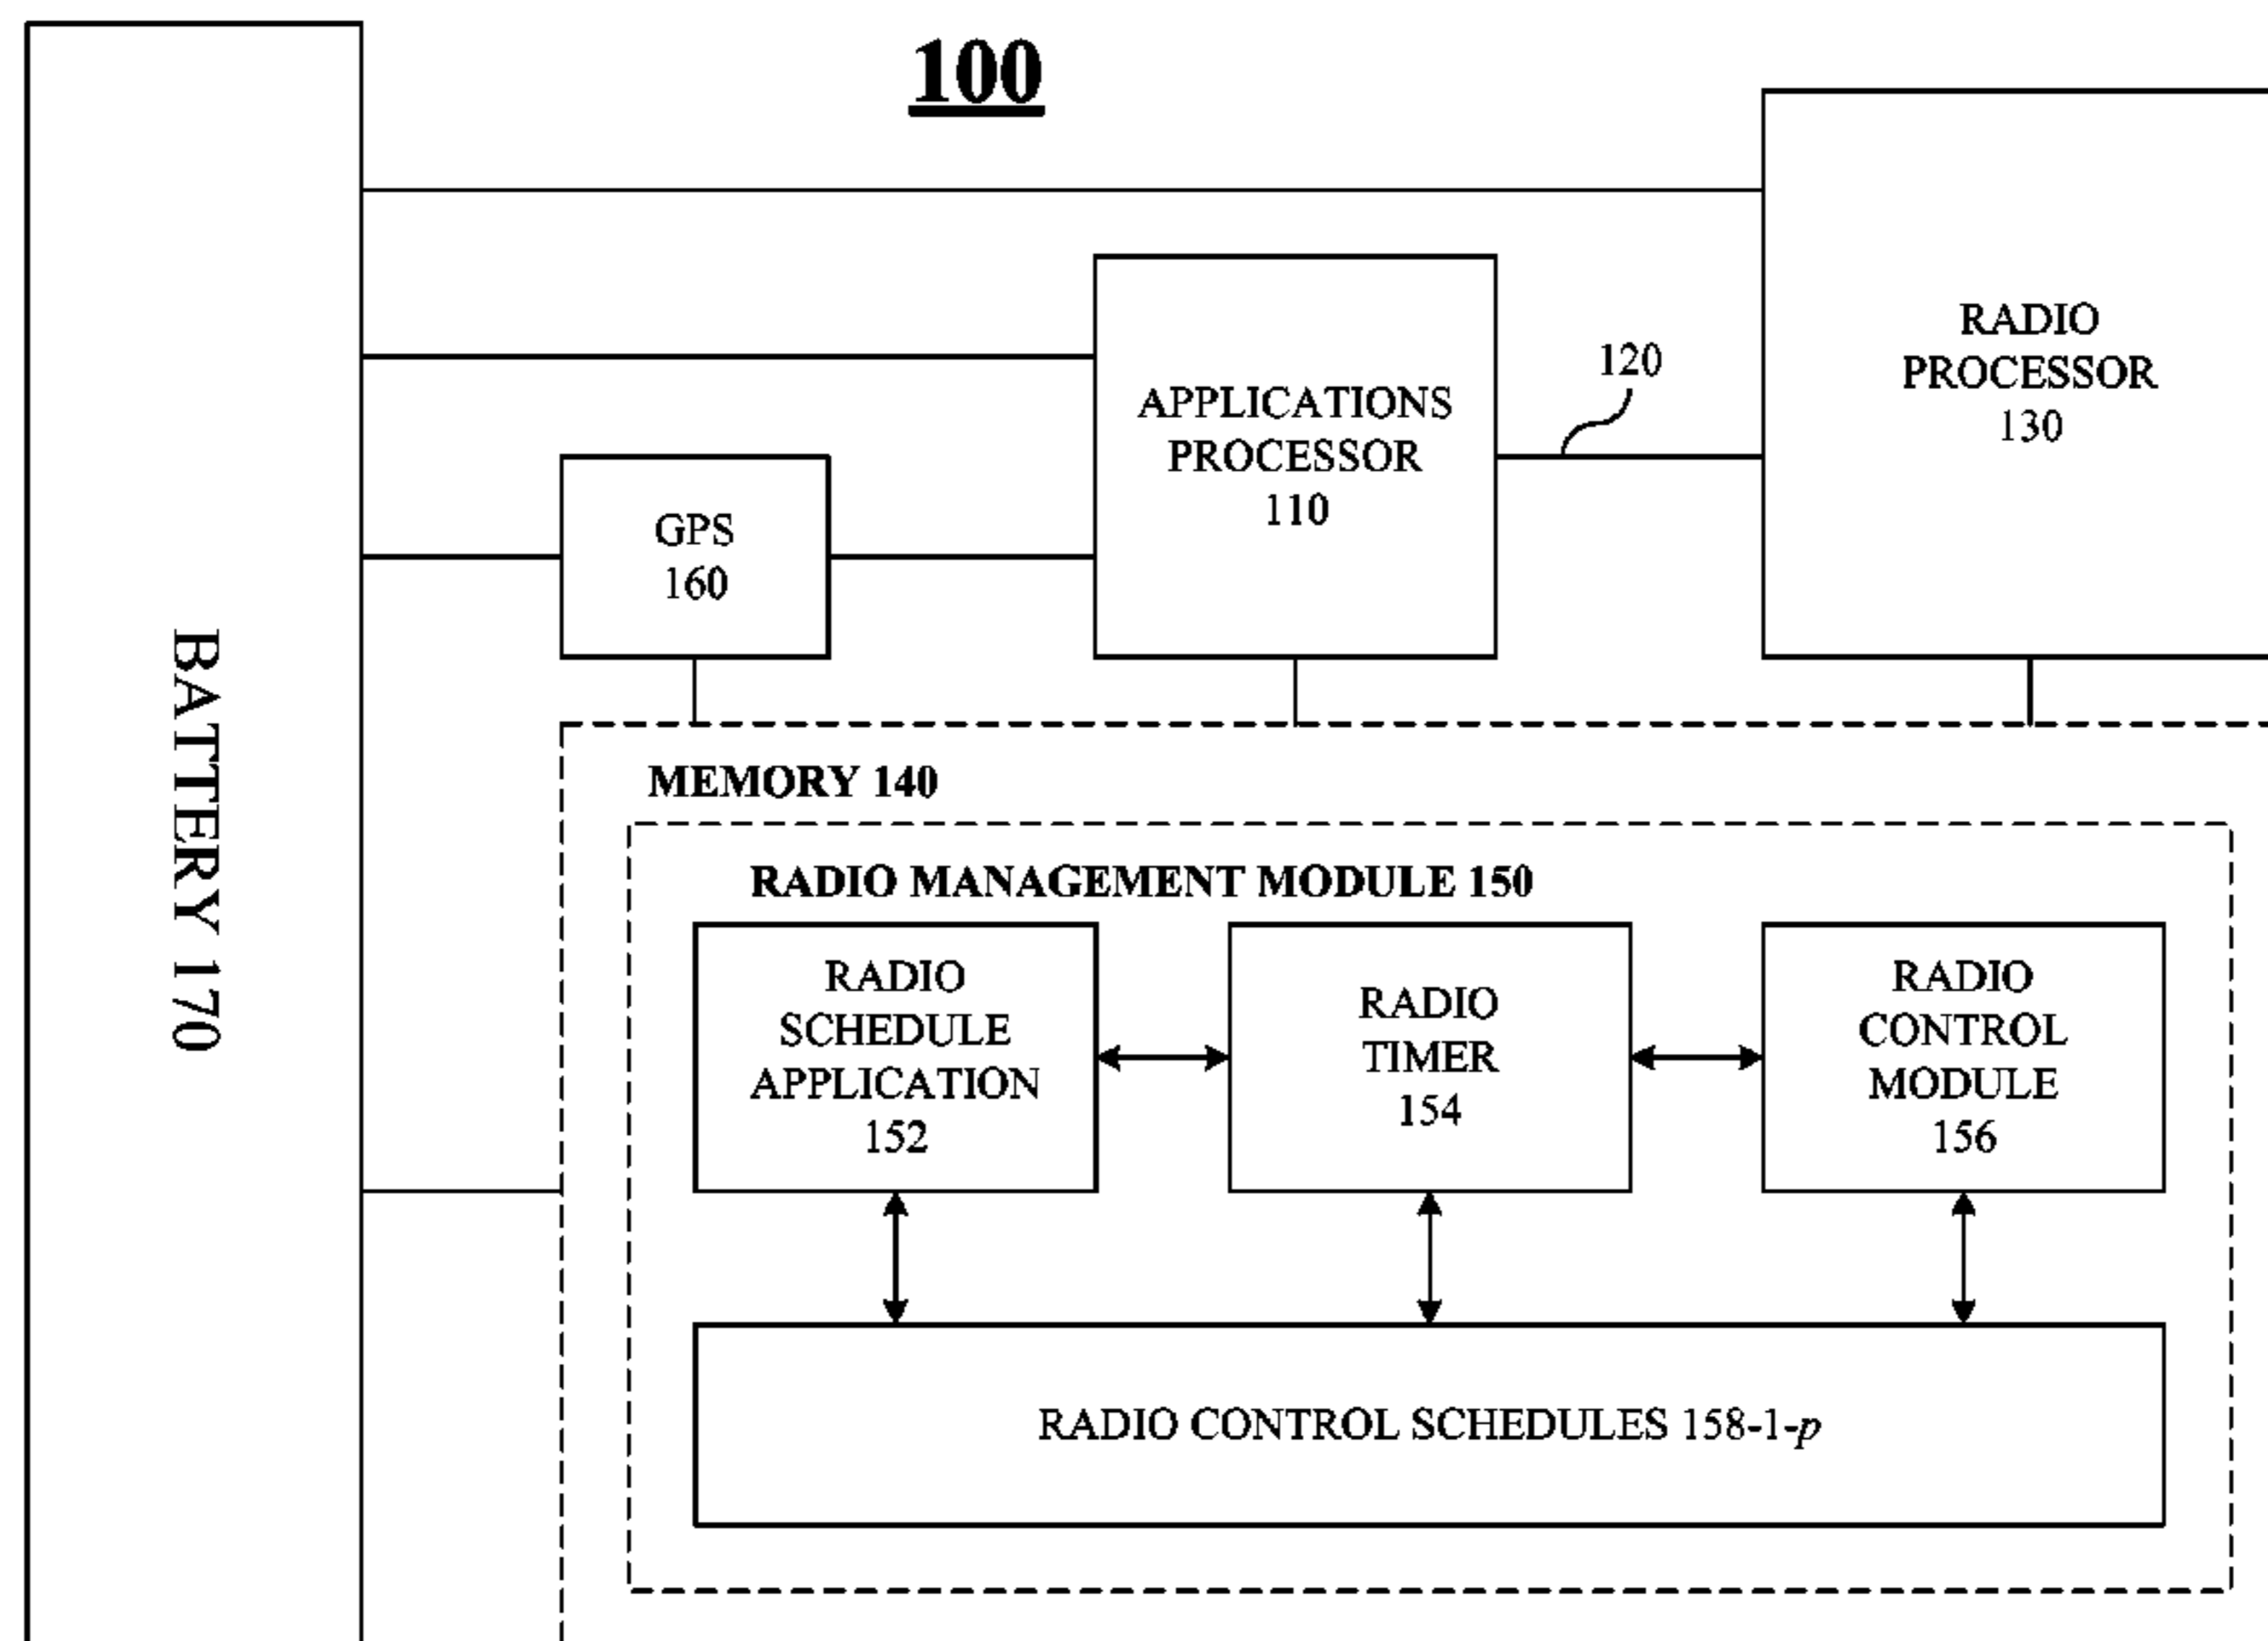 100
RADIO
PROCESSOR
130
120
APPLICATIONS
PROCESSOR
110
GPS
160
BATTERY 170
MEMORY 140
RADIO MANAGEMENT MODULE 150
RADIO
SCHEDULE
APPLICATION
152
RADIO
TIMER
154
RADIO
CONTROL
MODULE
156
RADIO CONTROL SCHEDULES 158-1-p